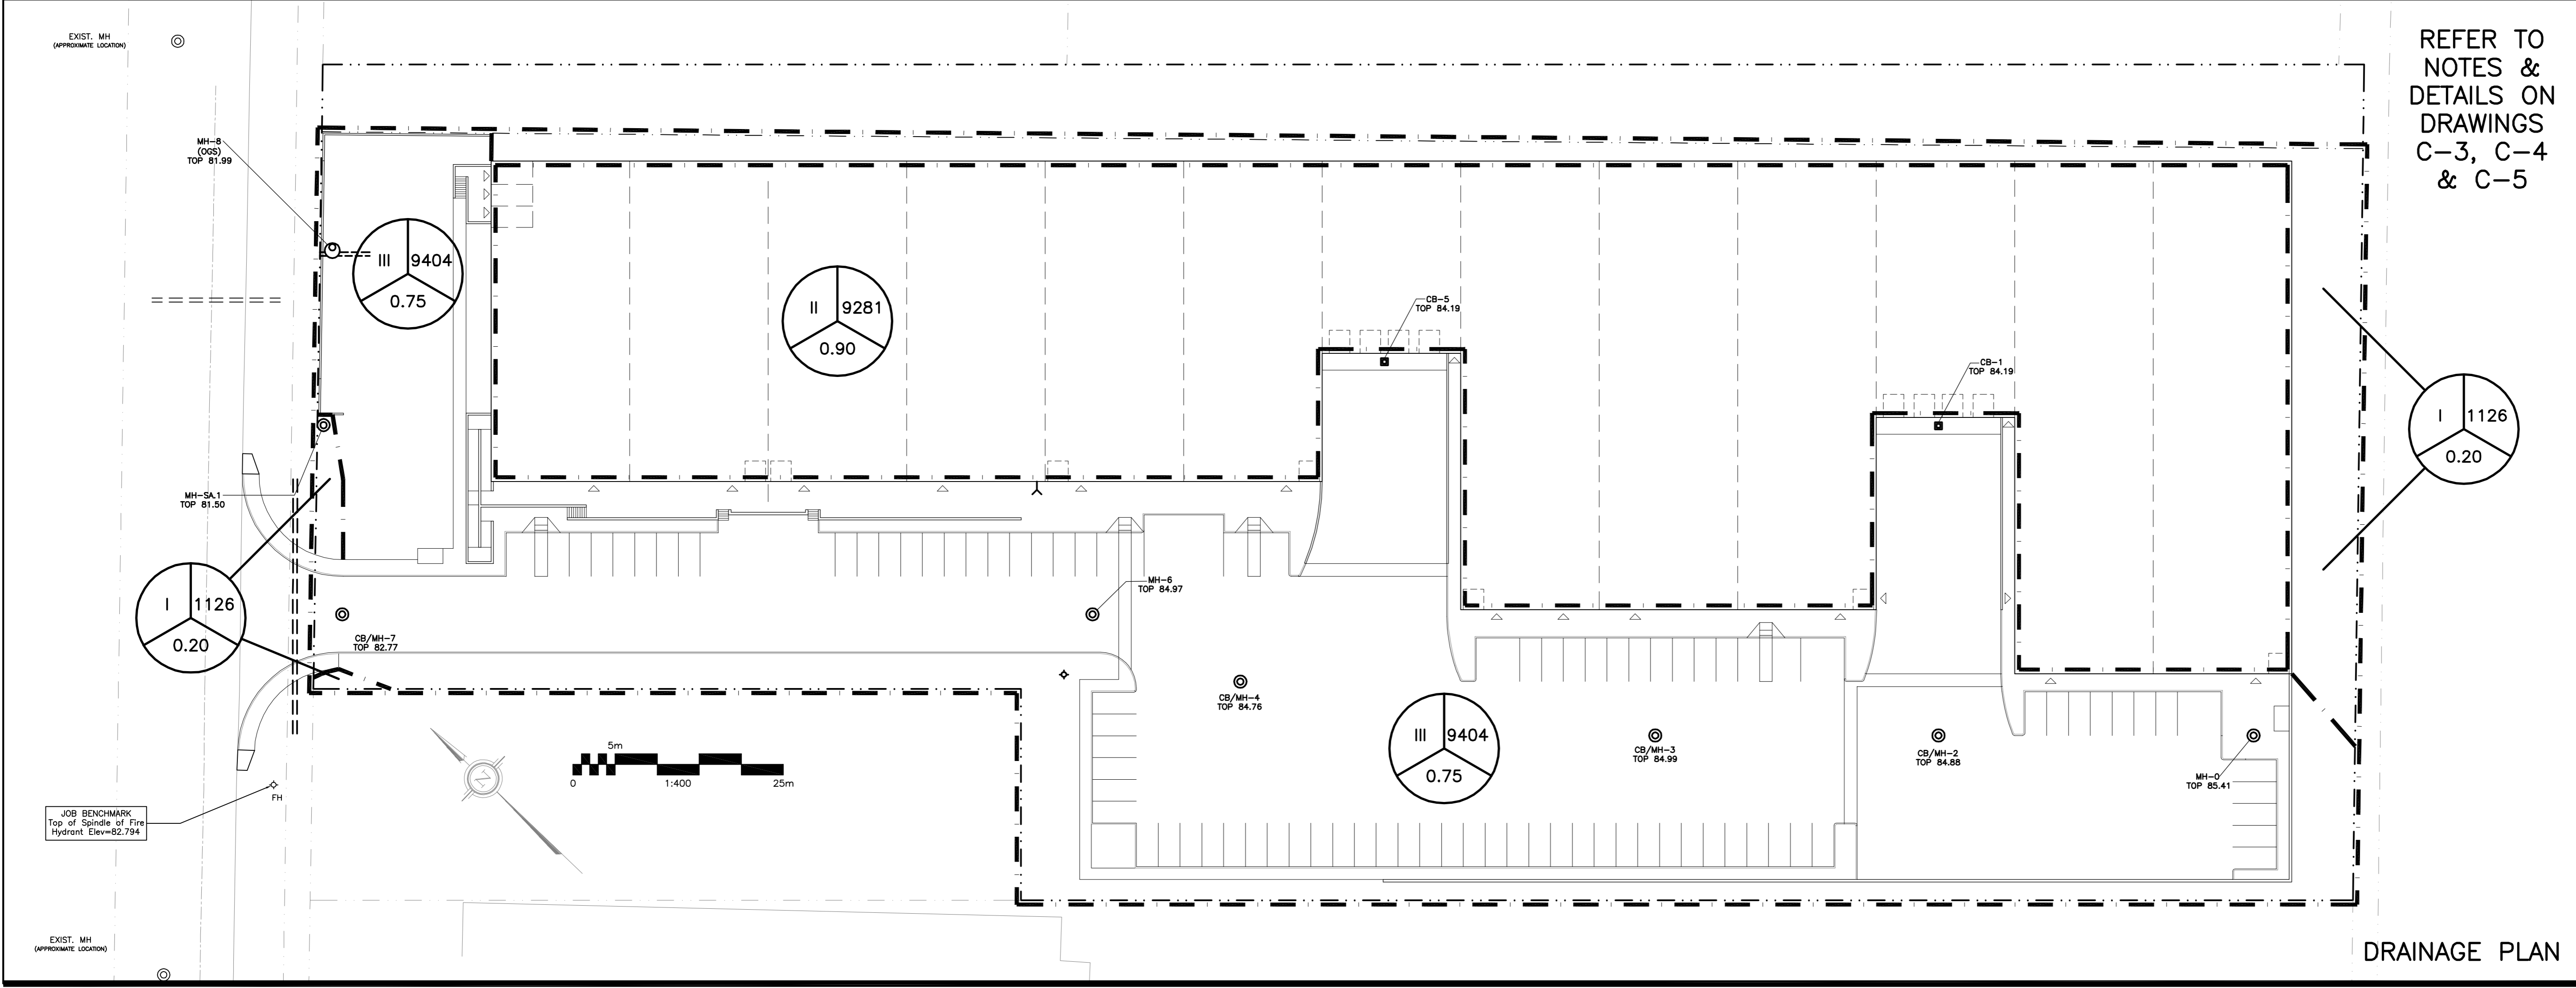 EXIST. MH
(APPROXIMATE LOCATION)
REFER TO
NOTES &
DETAILS ON
DRAWINGS
C-3, C-4
& C-5
MH-8
(OGS)
TOP 81.99
III
9404
0.75
II
9281
0.90
CB-5
TOP 84.19
CB-1
TOP 84.19
I
1126
0.20
MH-SA.1
TOP 81.50
I
1126
0.20
MH-6
TOP 84.97
CB/MH-7
TOP 82.77
CB/MH-4
TOP 84.76
III
9404
0.75
CB/MH-3
TOP 84.99
CB/MH-2
TOP 84.88
MH-0
TOP 85.41
5m
0
1:400
25m
N
FH
JOB BENCHMARK
Top of Spindle of Fire
Hydrant Elev=82.794
EXIST. MH
(APPROXIMATE LOCATION)
DRAINAGE PLAN